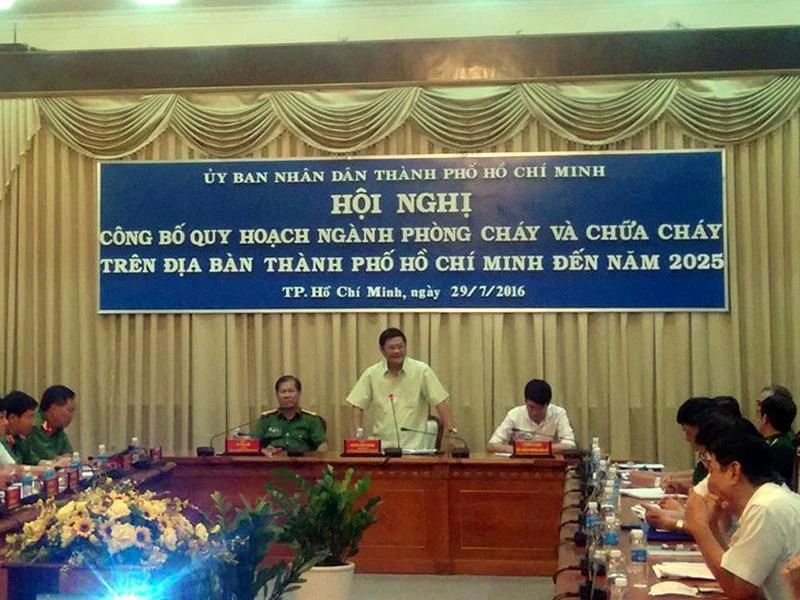 ỦY BAN NHÂN DÂN THÀNH PHỐ HỒ CHÍ MINH
HỘI NGHỊ
CÔNG BỐ QUY HOẠCH NGÀNH PHÒNG CHÁY VÀ CHỮA CHÁY
TRÊN ĐỊA BÀN THÀNH PHỐ HỒ CHÍ MINH ĐẾN NĂM 2025
TP. Hồ Chí Minh, ngày 29/7/2016